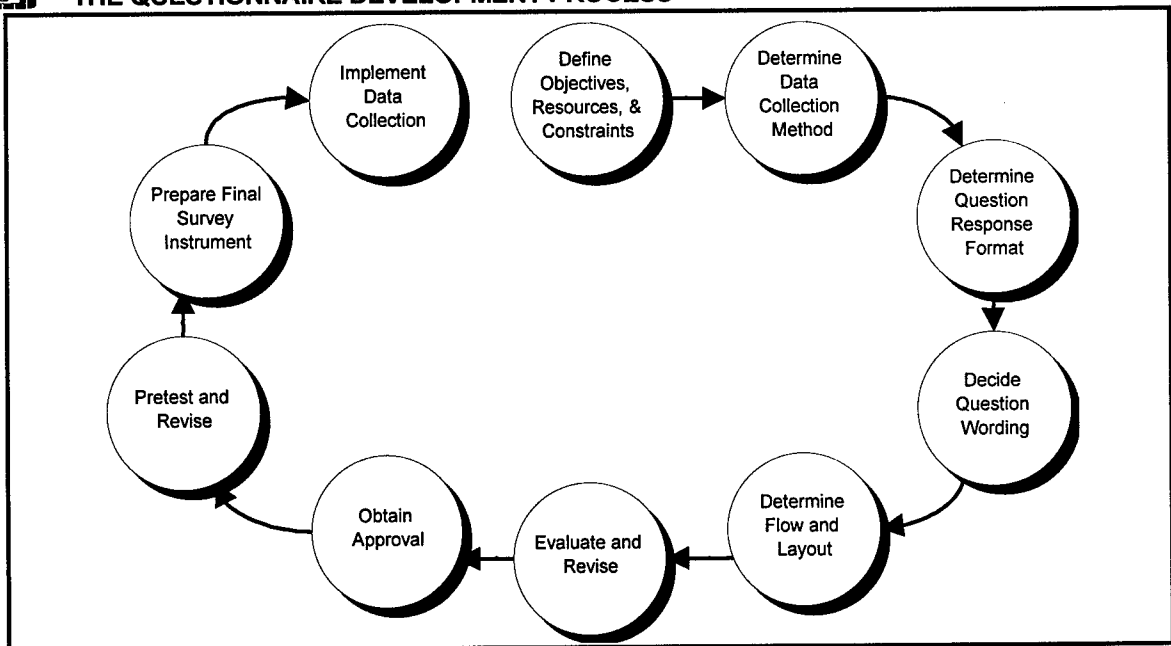 THE QUESTIONNAIRE DEVELOPMENT PROCESS
Define
Objectives,
Resources, &
Constraints
Determine
Data
Collection
Method
Determine
Question
Response
Format
Decide
Question
Wording
Determine
Flow and
Layout
Evaluate and
Revise
Obtain
Approval
Pretest and
Revise
Prepare Final
Survey
Instrument
Implement
Data
Collection